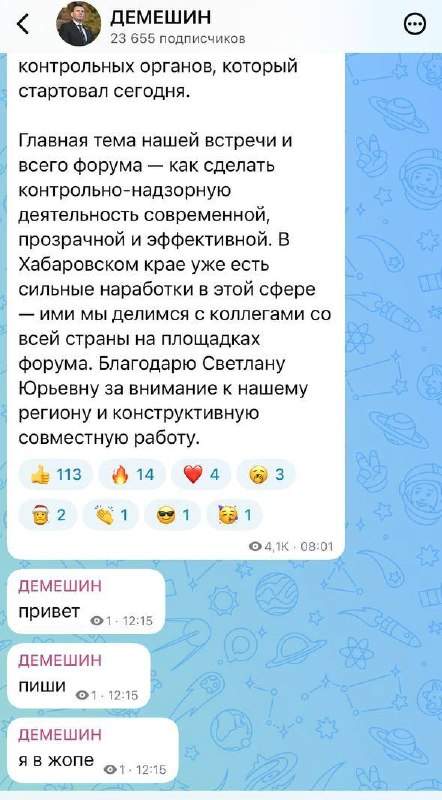 ДЕМЕШИН
23 655 подписчиков
контрольных органов, который
стартовал сегодня.
Главная тема нашей встречи и
всего форума — как сделать
контрольно-надзорную
деятельность современной,
прозрачной и эффективной. В
Хабаровском крае уже есть
сильные наработки в этой сфере
— ими мы делимся с коллегами со
всей страны на площадках
форума. Благодарю Светлану
Юрьевну за внимание к нашему
региону и конструктивную
совместную работу.
113 14 4 3
2 1 1 1
4,1K · 08:01
ДЕМЕШИН
привет 1 · 12:15
ДЕМЕШИН
пиши 1 · 12:15
ДЕМЕШИН
я в жопе 1 · 12:15